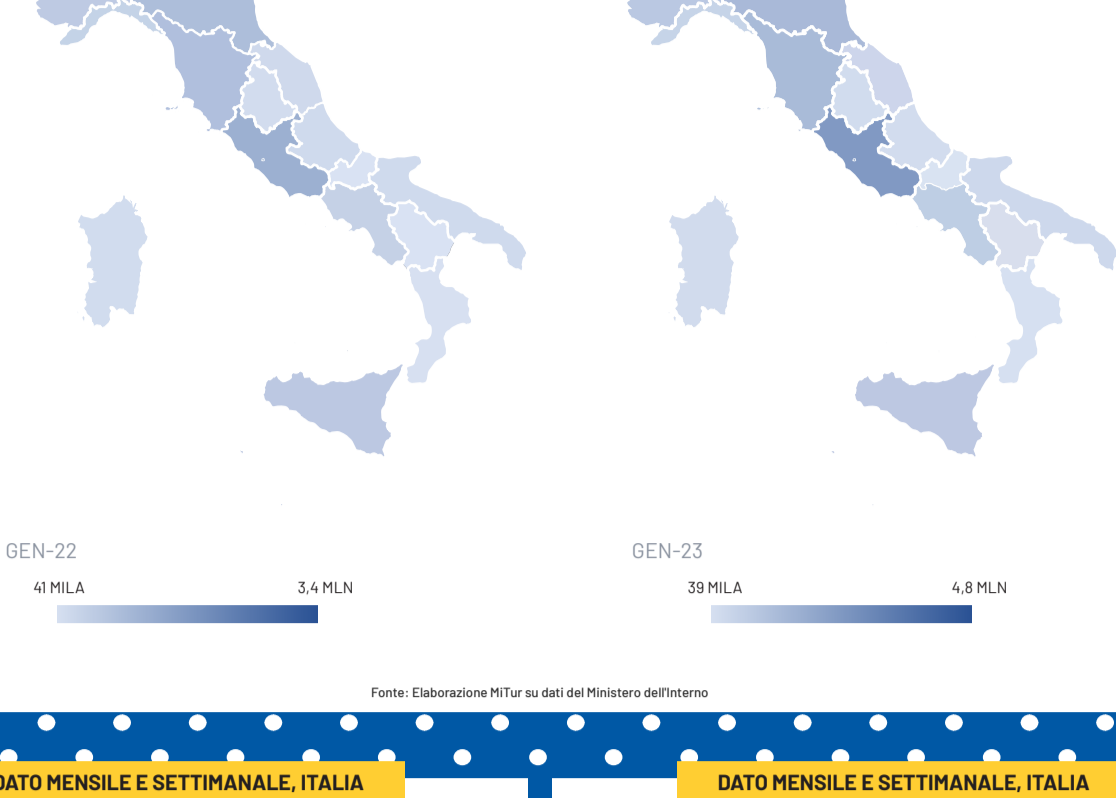 GEN-22
GEN-23
41 MILA
3,4 MLN
39 MILA
4,8 MLN
Fonte: Elaborazione MiTur su dati del Ministero dell'Interno
DATO MENSILE E SETTIMANALE, ITALIA
DATO MENSILE E SETTIMANALE, ITALIA